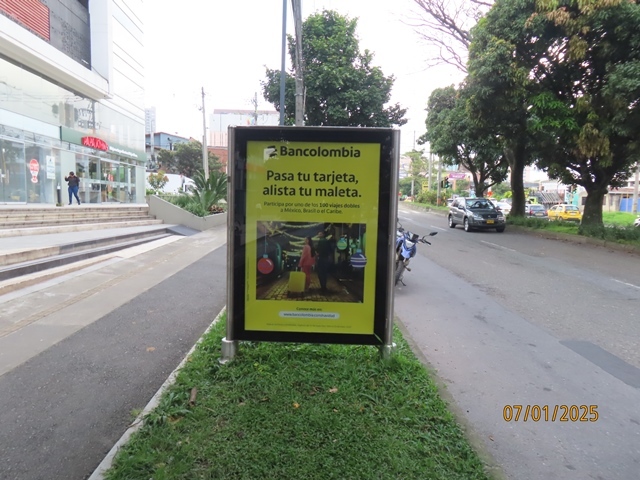 Bancolombia
Pasa tu tarjeta,
alista tu maleta.
Participa por uno de los 100 viajes dobles
a México, Brasil o el Caribe.
07/01/2025